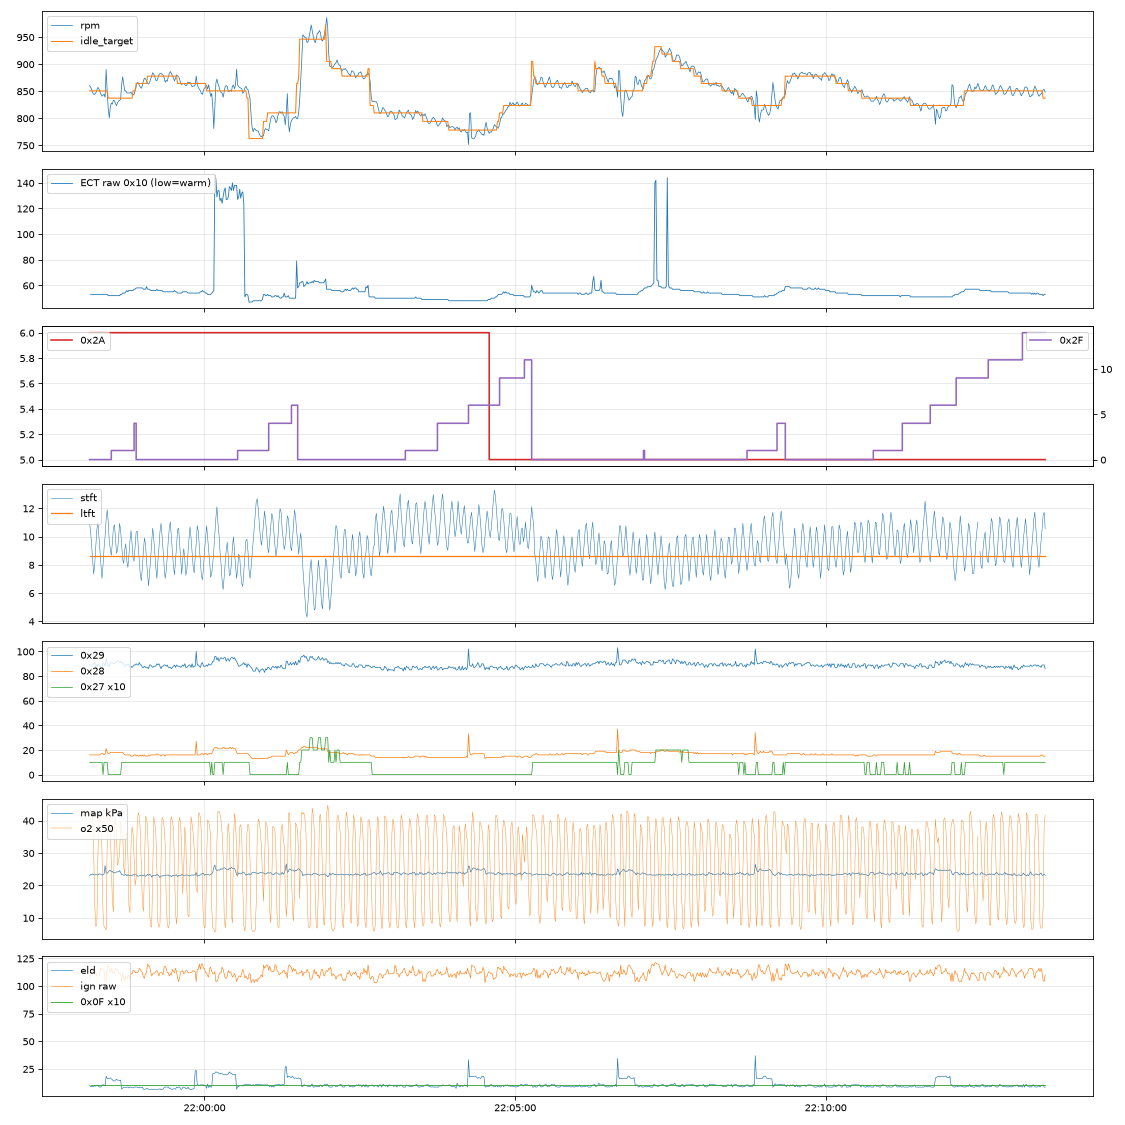 rpm
idle_target
950
900
850
800
750
ECT raw 0x10 (low=warm)
140
120
100
80
60
0x2A
0x2F
6.0
5.8
5.6
5.4
5.2
5.0
10
5
0
stft
ltft
12
10
8
6
4
0x29
0x28
0x27 x10
100
80
60
40
20
0
map kPa
o2 x50
40
30
20
10
eld
ign raw
0x0F x10
125
100
75
50
25
22:00:00
22:05:00
22:10:00